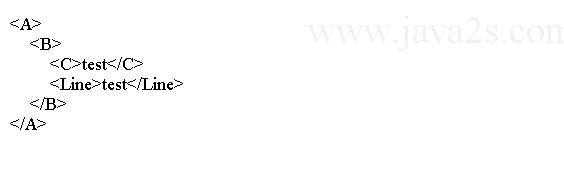 www.java2s.com
<A>
<B>
<C>test</C>
<Line>test</Line>
</B>
</A>